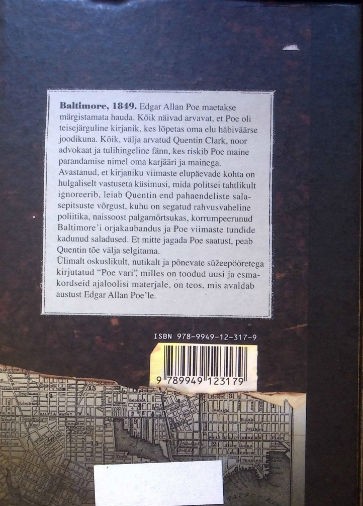 Baltimore, 1849. Edgar Allan Poe maetakse
märgistamata hauda. Kõik näivad arvavat, et Poe oli
teisejärguline kirjanik, kes lõpetas oma elu häbiväärse
joodikuna. Kõik, välja arvatud Quentin Clark, noor
advokaat ja tulihingeline fänn, kes riskib Poe maine
parandamise nimel oma karjääri ja mainega.
Avastanud, et kirjaniku viimaste elupäevade kohta on
hulgaliselt vastuseta küsimusi, mida politsei tahtlikult
ignoreerib, leiab Quentin end pahaendeliste sala-
sepitsuste võrgust, kuhu on segatud rahvusvaheline
poliitika, naissoost palgamõrtsukas, korrumpeerunud
Baltimore'i orjakaubandus ja Poe viimaste tundide
kadunud saladused. Et mitte jagada Poe saatust, peab
Quentin tõe välja selgitama.
Ülimalt oskuslikult, nutikalt ja põnevate süžeepööretega
kirjutatud "Poe vari", milles on toodud uusi ja esma-
kordseid ajaloolisi materjale, on teos, mis avaldab
austust Edgar Allan Poe'le.
ISBN 978-9949-12-317-9
9 789949 123179